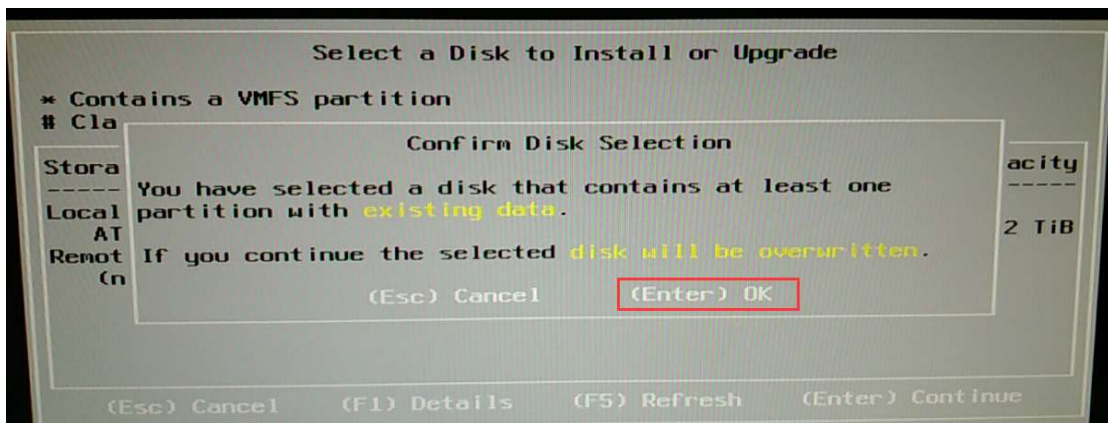 Select a Disk to Install or Upgrade
* Contains a VMFS partition
# Cla
Confirm Disk Selection
Stora
acity
You have selected a disk that contains at least one
Local
partition with existing data.
AT
2 TiB
Remot
If you continue the selected disk will be overwritten.
(n
(Esc) Cancel (Enter) OK
(Esc) Cancel (F1) Details (F5) Refresh (Enter) Continue